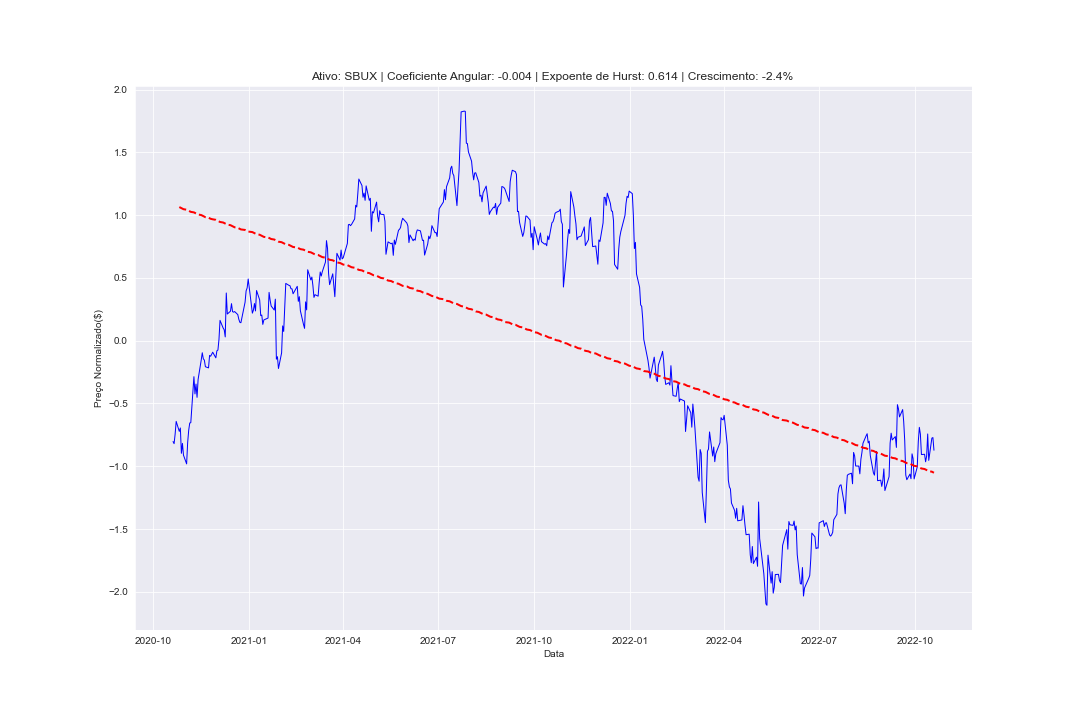 Ativo: SBUX | Coeficiente Angular: -0.004 | Expoente de Hurst: 0.614 | Crescimento: -2.4%
2.0
1.5
1.0
0.5
0.0
−0.5
−1.0
−1.5
−2.0
Preço Normalizado($)
2020-10 2021-01 2021-04 2021-07 2021-10 2022-01 2022-04 2022-07 2022-10
Data